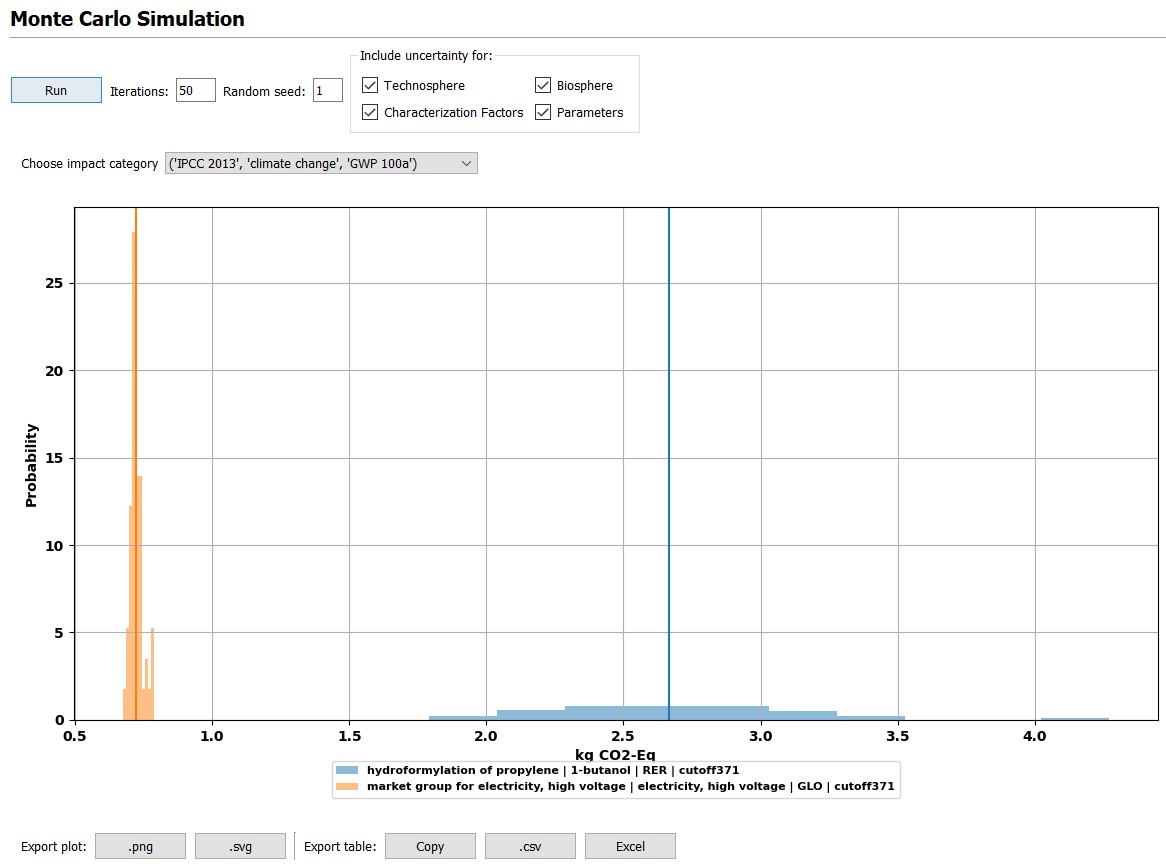 Monte Carlo Simulation
Include uncertainty for:
Run Iterations: 50 Random seed: 1
Technosphere Biosphere
Characterization Factors Parameters
Choose impact category ('IPCC 2013', 'climate change', 'GWP 100a')
25
20
15
10
5
0
Probability
0.5 1.0 1.5 2.0 2.5 3.0 3.5 4.0
kg CO2-Eq
hydroformylation of propylene | 1-butanol | RER | cutoff371
market group for electricity, high voltage | electricity, high voltage | GLO | cutoff371
Export plot: .png .svg Export table: Copy .csv Excel